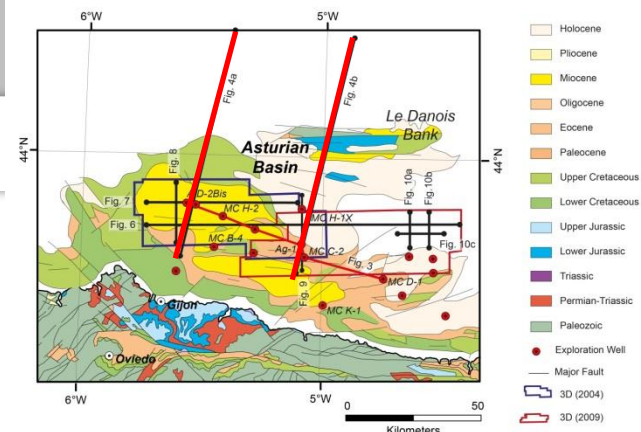 6°W
5°W
Fig. 4a
Fig. 4b
Le Danois
Bank
44°N
44°N
Asturian
Basin
Fig. 8
Fig. 10a
Fig. 10b
Fig. 7
D-2Bis
MC H-2
MC H-1X
Fig. 6
MC B-4
Ag-1
MC C-2
Fig. 10c
Fig. 3
Fig. 9
MC D-1
MC K-1
Gijon
Oviedo
6°W
5°W
0
50
Kilometers
Holocene
Pliocene
Miocene
Oligocene
Eocene
Paleocene
Upper Cretaceous
Lower Cretaceous
Upper Jurassic
Lower Jurassic
Triassic
Permian-Triassic
Paleozoic
Exploration Well
Major Fault
3D (2004)
3D (2009)